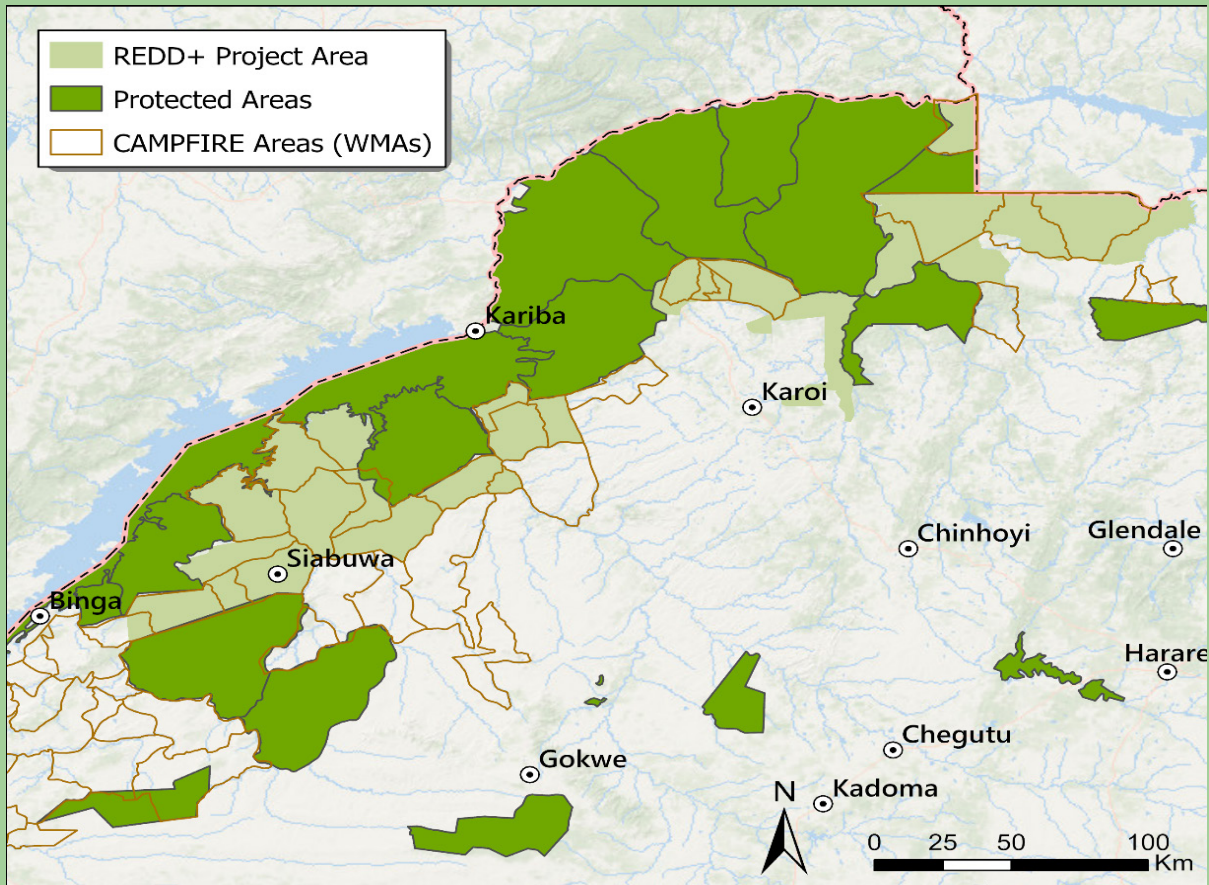 REDD+ Project Area
Protected Areas
CAMPFIRE Areas (WMAs)
Kariba
Karoi
Chinhoyi
Glendale
Siabuwa
Binga
Harare
Chegutu
Gokwe
Kadoma
N
0 25 50 100
Km